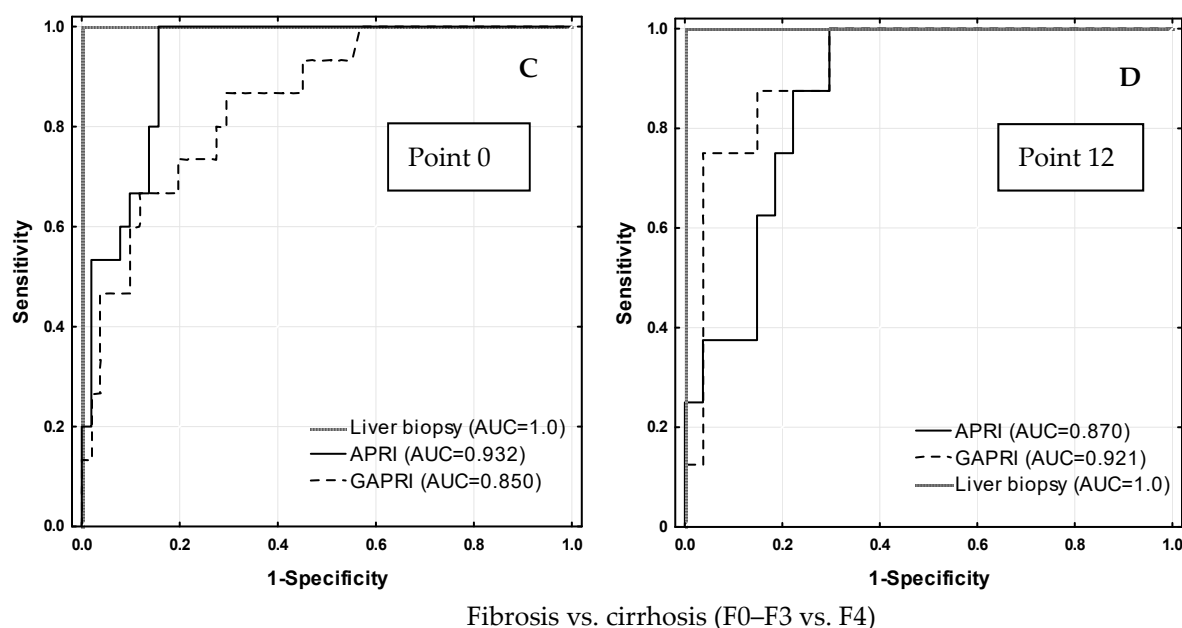 C
Point 0
Sensitivity
1.0
0.8
0.6
0.4
0.2
0.0
Liver biopsy (AUC=1.0)
APRI (AUC=0.932)
GAPRI (AUC=0.850)
0.0 0.2 0.4 0.6 0.8 1.0
1-Specificity
D
Point 12
Sensitivity
1.0
0.8
0.6
0.4
0.2
0
APRI (AUC=0.870)
GAPRI (AUC=0.921)
Liver biopsy (AUC=1.0)
0.0 0.2 0.4 0.6 0.8 1.0
1-Specificity
Fibrosis vs. cirrhosis (F0–F3 vs. F4)